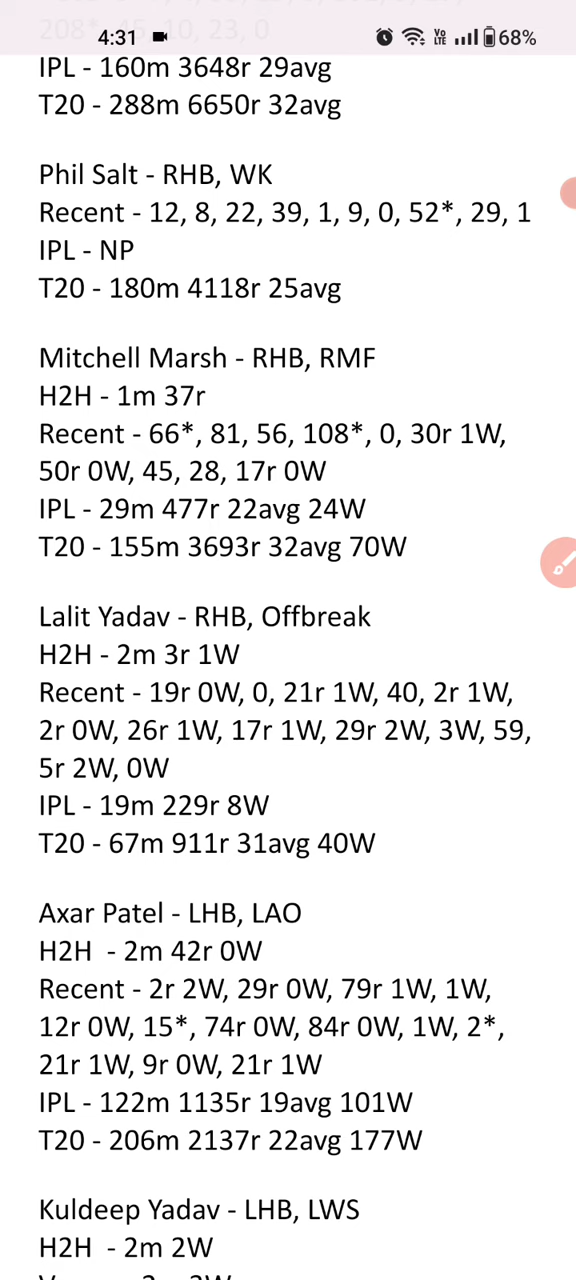 208*, 45, 10, 23, 0
4:31 Vo LTE 68%
IPL - 160m 3648r 29avg
T20 - 288m 6650r 32avg
Phil Salt - RHB, WK
Recent - 12, 8, 22, 39, 1, 9, 0, 52*, 29, 1
IPL - NP
T20 - 180m 4118r 25avg
Mitchell Marsh - RHB, RMF
H2H - 1m 37r
Recent - 66*, 81, 56, 108*, 0, 30r 1W,
50r 0W, 45, 28, 17r 0W
IPL - 29m 477r 22avg 24W
T20 - 155m 3693r 32avg 70W
Lalit Yadav - RHB, Offbreak
H2H - 2m 3r 1W
Recent - 19r 0W, 0, 21r 1W, 40, 2r 1W,
2r 0W, 26r 1W, 17r 1W, 29r 2W, 3W, 59,
5r 2W, 0W
IPL - 19m 229r 8W
T20 - 67m 911r 31avg 40W
Axar Patel - LHB, LAO
H2H - 2m 42r 0W
Recent - 2r 2W, 29r 0W, 79r 1W, 1W,
12r 0W, 15*, 74r 0W, 84r 0W, 1W, 2*,
21r 1W, 9r 0W, 21r 1W
IPL - 122m 1135r 19avg 101W
T20 - 206m 2137r 22avg 177W
Kuldeep Yadav - LHB, LWS
H2H - 2m 2W